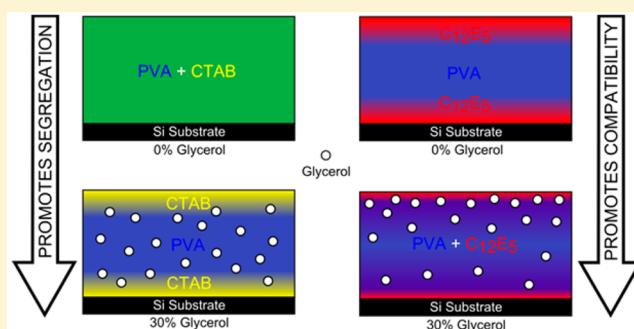 PROMOTES SEGREGATION
PVA + CTAB
Si Substrate
0% Glycerol
C12E5
PVA
C12E5
Si Substrate
0% Glycerol
PROMOTES COMPATIBILITY
Glycerol
CTAB
PVA
CTAB
Si Substrate
30% Glycerol
PVA + C12E5
Si Substrate
30% Glycerol